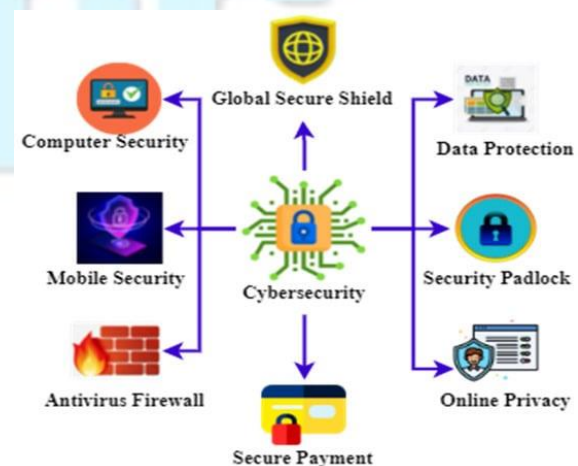 Global Secure Shield
Computer Security
DATA
Data Protection
Mobile Security
Cybersecurity
Security Padlock
Antivirus Firewall
Online Privacy
Secure Payment